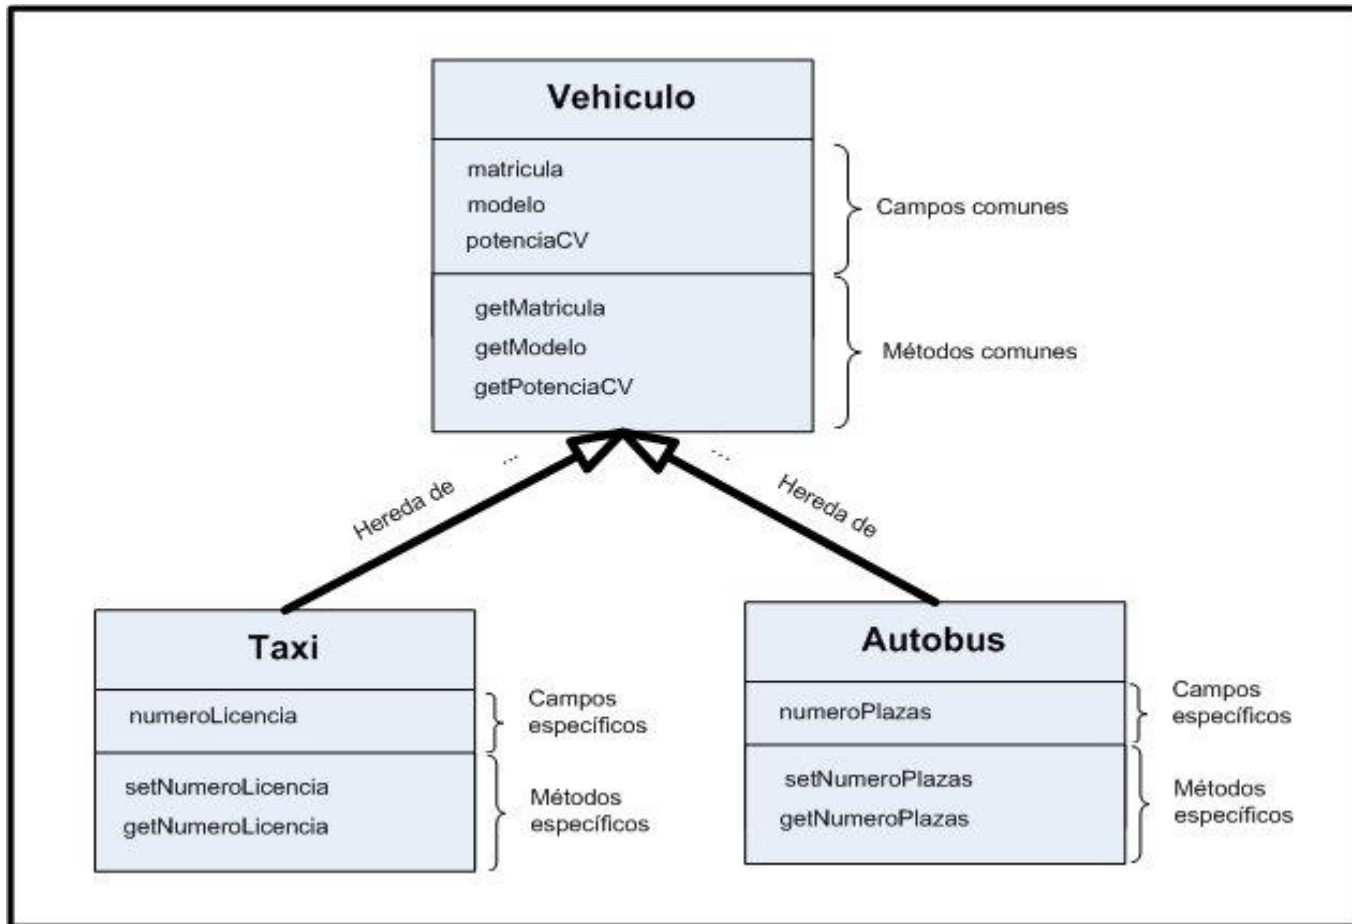 Vehiculo
matricula
modelo
potenciaCV
Campos comunes
getMatricula
getModelo
getPotenciaCV
Métodos comunes
Hereda de ...
... Hereda de
Taxi
numeroLicencia
Campos
específicos
setNumeroLicencia
getNumeroLicencia
Métodos
específicos
Autobus
numeroPlazas
Campos
específicos
setNumeroPlazas
getNumeroPlazas
Métodos
específicos